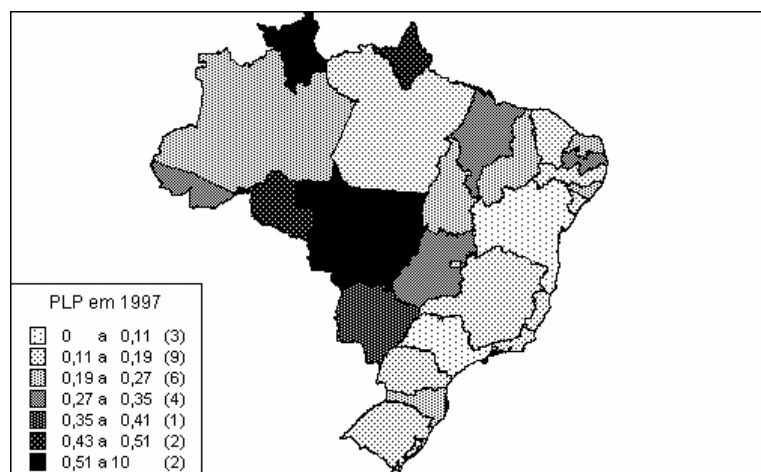 PLP em 1997
0 a 0,11 (3)
0,11 a 0,19 (9)
0,19 a 0,27 (6)
0,27 a 0,35 (4)
0,35 a 0,41 (1)
0,43 a 0,51 (2)
0,51 a 10 (2)